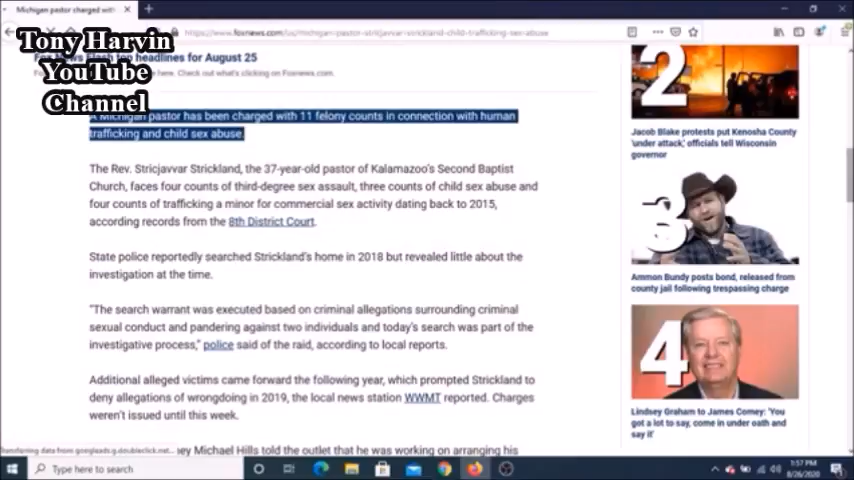 Michigan pastor charged with
https://www.foxnews.com/us/michigan-pastor-stricjavvar-strickland-child-trafficking-sex-abuse
Tony Harvin
YouTube
Channel
Fox News Flash top headlines for August 25
here. Check out what's clicking on Foxnews.com.
A Michigan pastor has been charged with 11 felony counts in connection with human
trafficking and child sex abuse.
The Rev. Stricjavvar Strickland, the 37-year-old pastor of Kalamazoo's Second Baptist
Church, faces four counts of third-degree sex assault, three counts of child sex abuse and
four counts of trafficking a minor for commercial sex activity dating back to 2015,
according records from the 8th District Court.
State police reportedly searched Strickland's home in 2018 but revealed little about the
investigation at the time.
"The search warrant was executed based on criminal allegations surrounding criminal
sexual conduct and pandering against two individuals and today's search was part of the
investigative process," police said of the raid, according to local reports.
Additional alleged victims came forward the following year, which prompted Strickland to
deny allegations of wrongdoing in 2019, the local news station WWMT reported. Charges
weren't issued until this week.
ey Michael Hills told the outlet that he was working on arranging his
2
Jacob Blake protests put Kenosha County
'under attack,' officials tell Wisconsin
governor
3
Ammon Bundy posts bond, released from
county jail following trespassing charge
4
Lindsey Graham to James Comey: 'You
got a lot to say, come in under oath and
say it'
Transferring data from googleads.g.doubleclick.net...
Type here to search
1:57 PM
8/26/2020